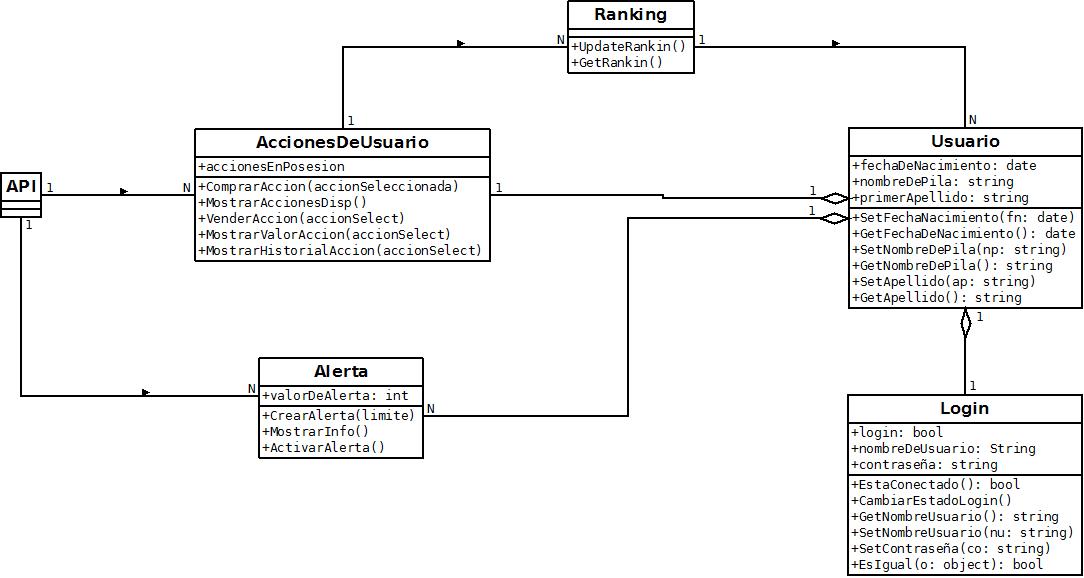 Ranking
+UpdateRankin()
+GetRankin()
N
1
1
N
AccionesDeUsuario
+accionesEnPosesion
+ComprarAccion(accionSeleccionada)
+MostrarAccionesDisp()
+VenderAccion(accionSelect)
+MostrarValorAccion(accionSelect)
+MostrarHistorialAccion(accionSelect)
Usuario
+fechaDeNacimiento: date
+nombreDePila: string
+primerApellido: string
+SetFechaNacimiento(fn: date)
+GetFechaDeNacimiento(): date
+SetNombreDePila(np: string)
+GetNombreDePila(): string
+SetApellido(ap: string)
+GetApellido(): string
API
1
N
1
1
1
1
1
Alerta
+valorDeAlerta: int
+CrearAlerta(limite)
+MostrarInfo()
+ActivarAlerta()
N
N
1
Login
+login: bool
+nombreDeUsuario: String
+contraseña: string
+EstaConectado(): bool
+CambiarEstadoLogin()
+GetNombreUsuario(): string
+SetNombreUsuario(nu: string)
+SetContraseña(co: string)
+EsIgual(o: object): bool